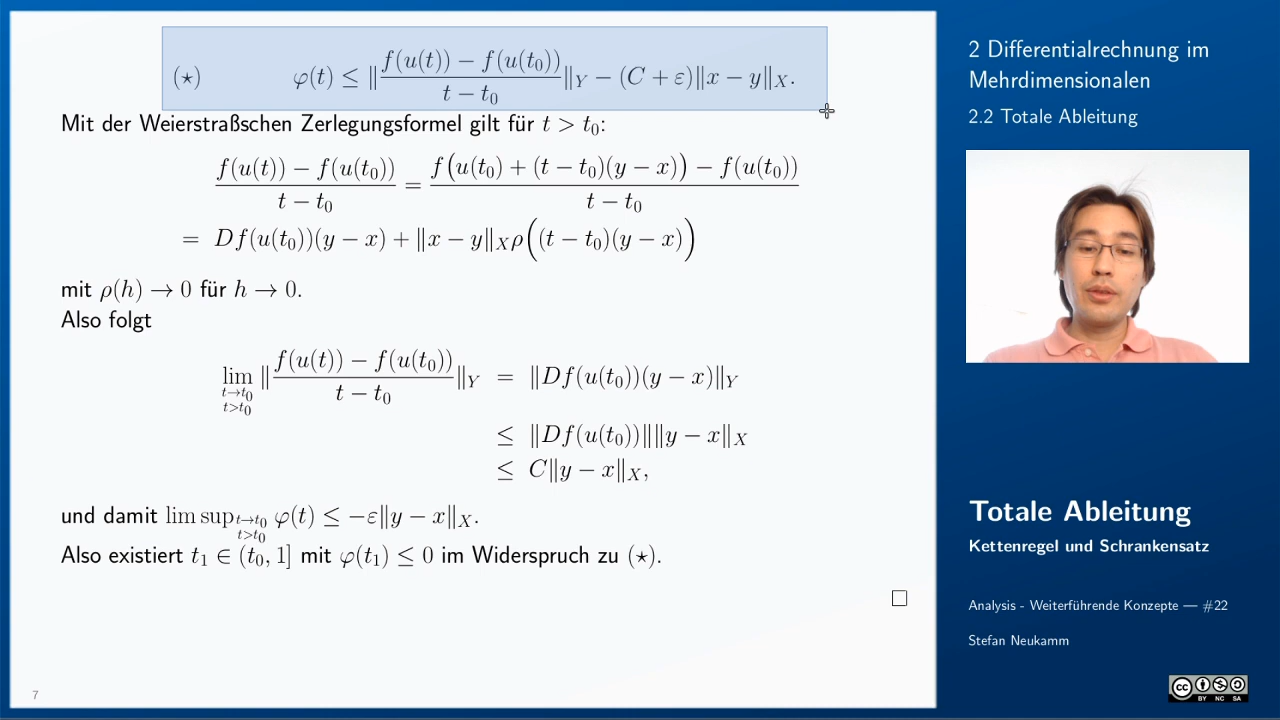 (⋆) φ(t) ≤ ‖ f(u(t)) − f(u(t₀)) / t − t₀ ‖_Y − (C + ε)‖x − y‖_X.
Mit der Weierstraßschen Zerlegungsformel gilt für t > t₀:
f(u(t)) − f(u(t₀)) / t − t₀ = f(u(t₀) + (t − t₀)(y − x)) − f(u(t₀)) / t − t₀
= Df(u(t₀))(y − x) + ‖x − y‖_X ρ((t − t₀)(y − x))
mit ρ(h) → 0 für h → 0.
Also folgt
lim_{t→t₀, t>t₀} ‖ f(u(t)) − f(u(t₀)) / t − t₀ ‖_Y = ‖Df(u(t₀))(y − x)‖_Y
≤ ‖Df(u(t₀))‖‖y − x‖_X
≤ C‖y − x‖_X,
und damit lim sup_{t→t₀, t>t₀} φ(t) ≤ −ε‖y − x‖_X.
Also existiert t₁ ∈ (t₀, 1] mit φ(t₁) ≤ 0 im Widerspruch zu (⋆).
□
7
2 Differentialrechnung im
Mehrdimensionalen
2.2 Totale Ableitung
Totale Ableitung
Kettenregel und Schrankensatz
Analysis - Weiterführende Konzepte — #22
Stefan Neukamm
cc
BY NC SA